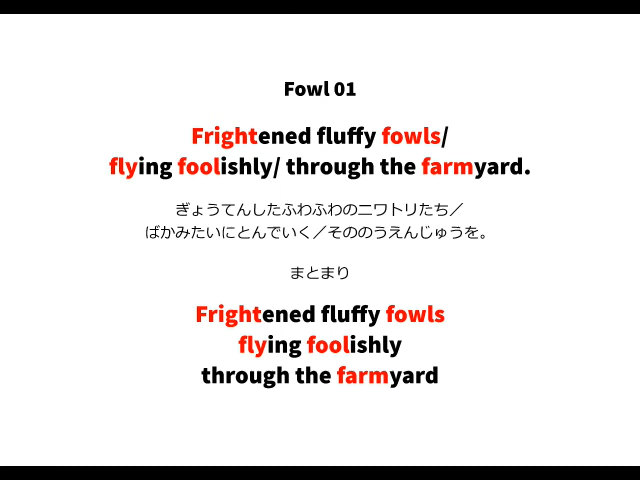 Fowl 01
Frightened fluffy fowls/
flying foolishly/ through the farmyard.
ぎょうてんしたふわふわのニワトリたち／
ばかみたいにとんでいく／そののうえんじゅうを。
まとまり
Frightened fluffy fowls
flying foolishly
through the farmyard